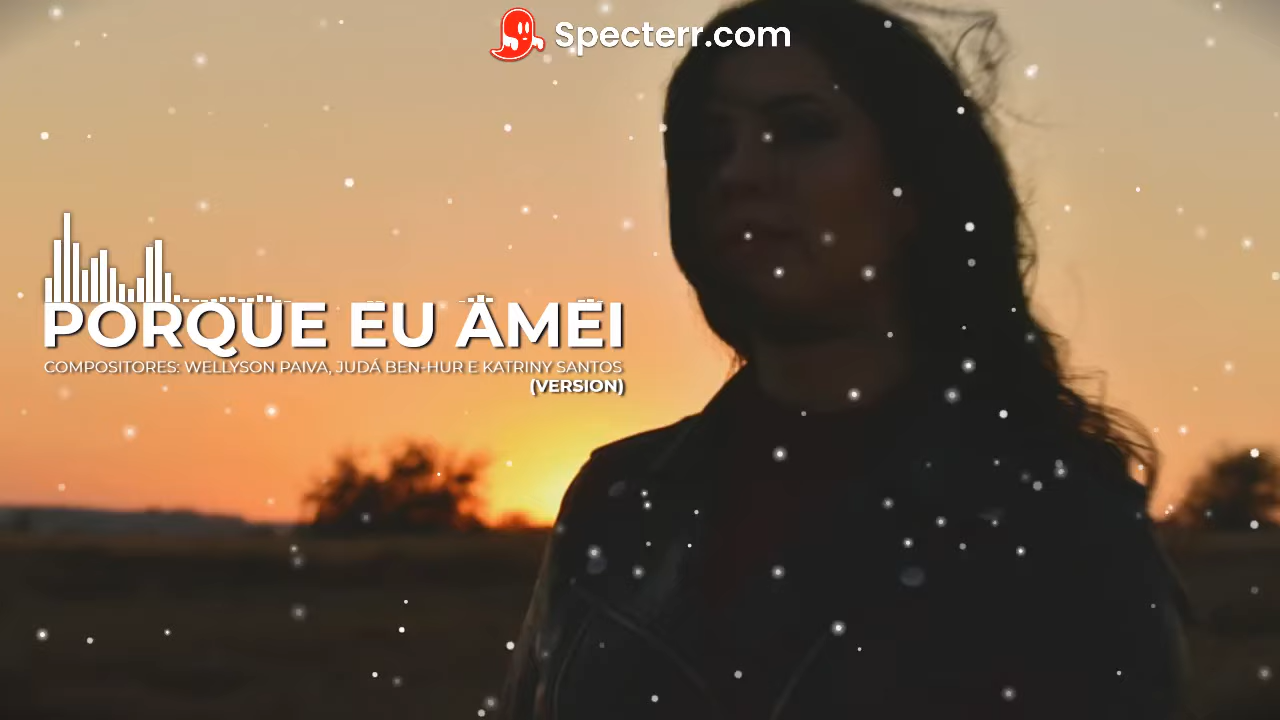 Specterr.com
PORQUE EU AMEI
COMPOSITORES: WELLYSON PAIVA, JUDÁ BEN-HUR E KATRINY SANTOS
(VERSION)